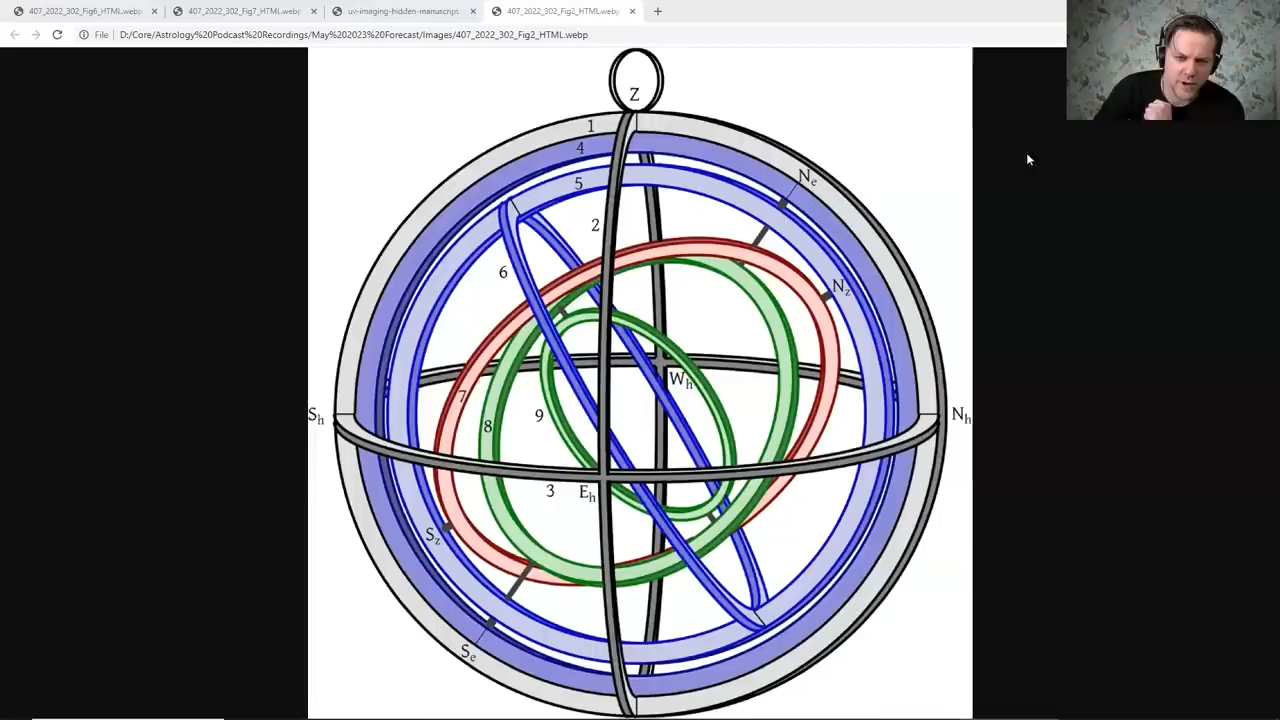 407_2022_302_Fig6_HTML.webp
407_2022_302_Fig7_HTML.webp
uv-imaging-hidden-manuscript
407_2022_302_Fig2_HTML.webp
File
D:/Core/Astrology%20Podcast%20Recordings/May%202023%20Forecast/Images/407_2022_302_Fig2_HTML.webp
Z
1
4
5
Ne
2
6
Nz
Wh
7
9
8
Sh
Nh
3
Eh
Sz
Se